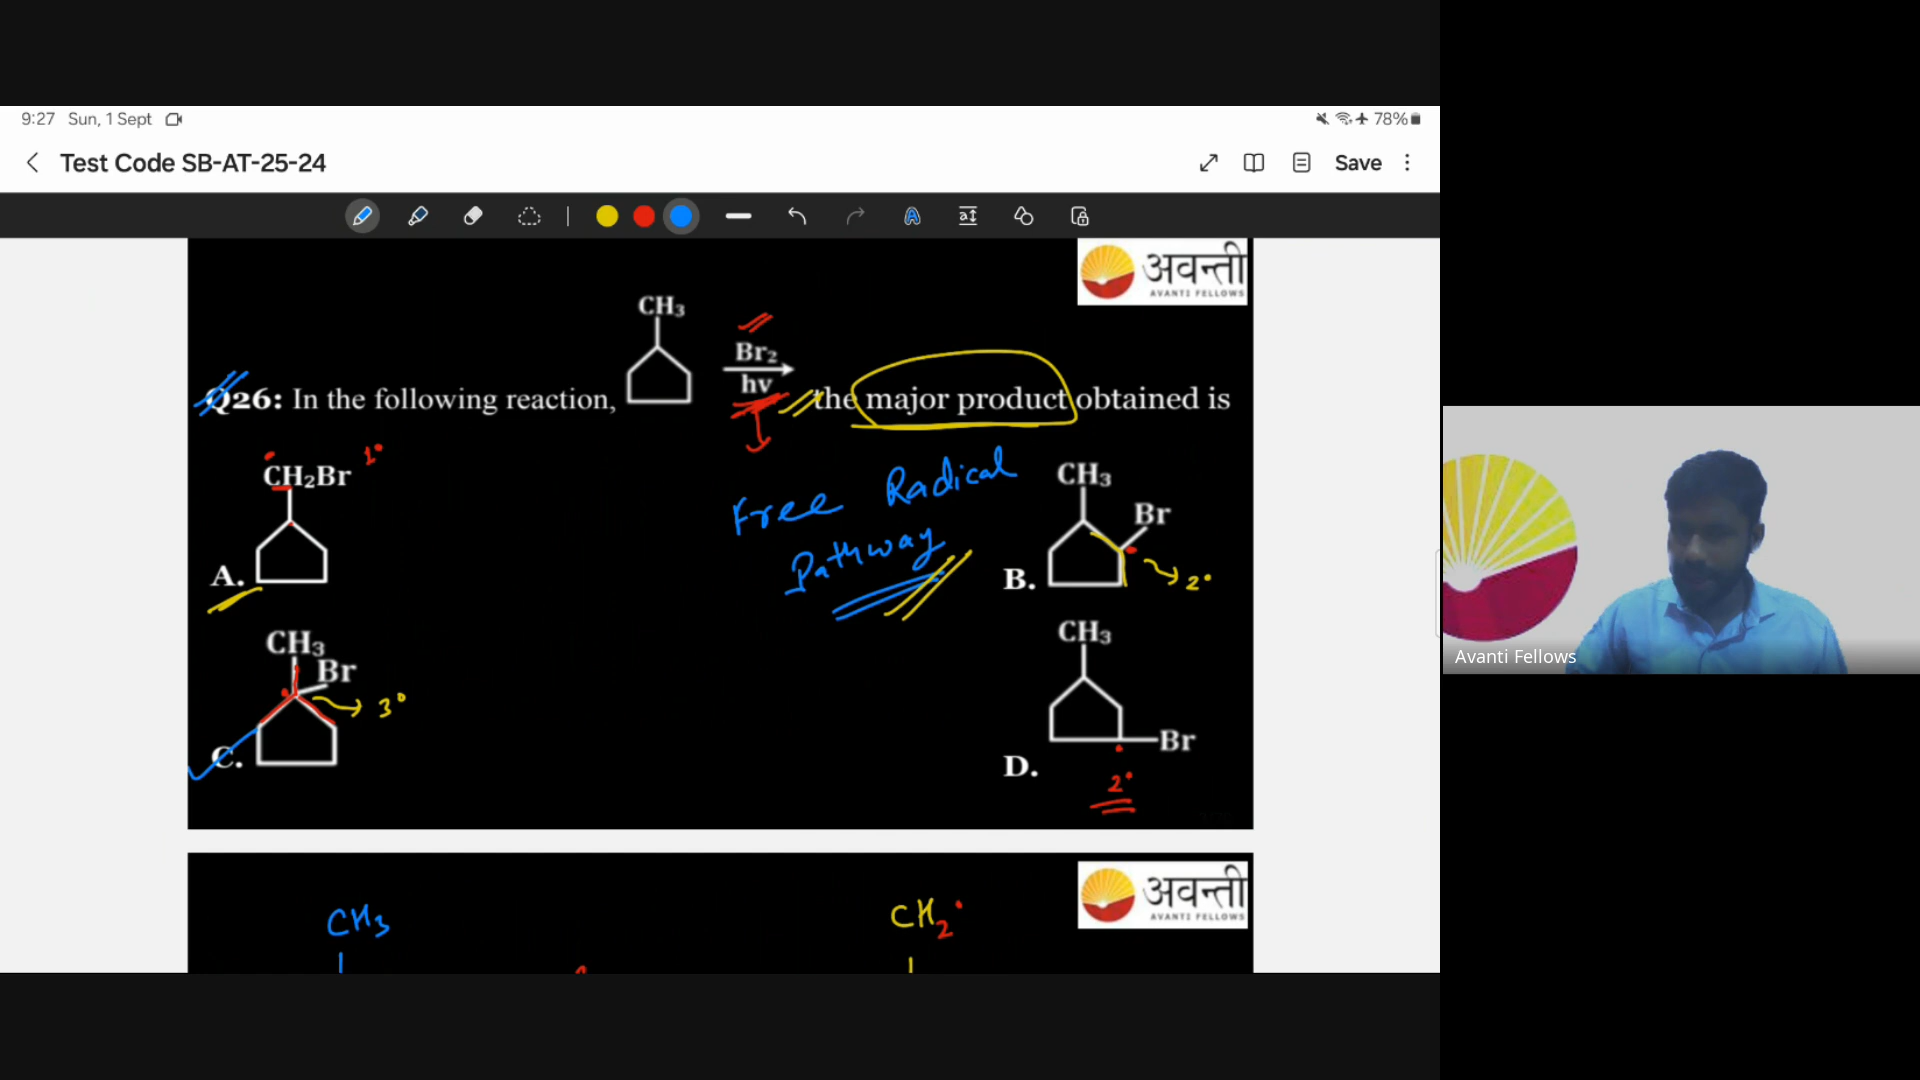 9:27 Sun, 1 Sept 78%
Test Code SB-AT-25-24 Save
अवन्ती
AVANTI FELLOWS
CH₃
Br₂
hv
Q26: In the following reaction, the major product obtained is
CH₂Br 1°
A.
Free Radical
Pathway
CH₃
Br
B. 2°
CH₃
Br
3°
C.
CH₃
Br
D.
2°
अवन्ती
AVANTI FELLOWS
CH₃ CH₂•
Avanti Fellows